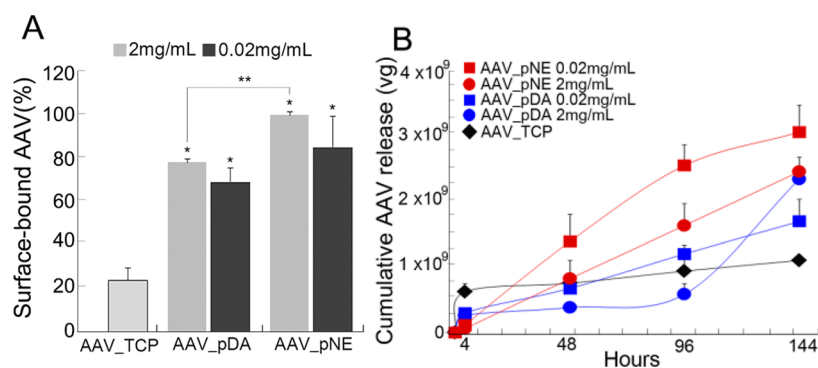 A
2mg/mL 0.02mg/mL
Surface-bound AAV(%)
120
100
80
60
40
20
0
**
*
*
*
*
AAV_TCP AAV_pDA AAV_pNE
B
AAV_pNE 0.02mg/mL
AAV_pNE 2mg/mL
AAV_pDA 0.02mg/mL
AAV_pDA 2mg/mL
AAV_TCP
Cumulative AAV release (vg)
4 x10⁹
3 x10⁹
2 x10⁹
1 x10⁹
0
4 48 96 144
Hours